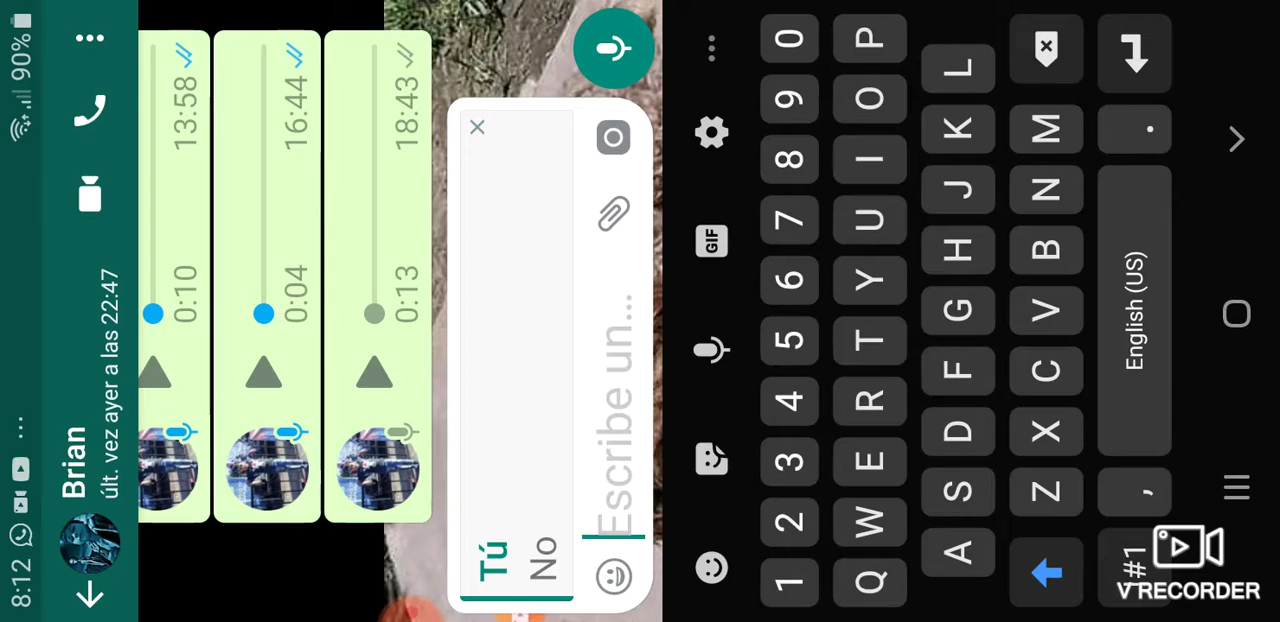 8:12
90%
Brian
últ. vez ayer a las 22:47
0:10
13:58
0:04
16:44
0:13
18:43
Tú
No
Escribe un...
GIF
1 2 3 4 5 6 7 8 9 0
Q W E R T Y U I O P
A S D F G H J K L
Z X C V B N M
!#1 , English (US) .
V RECORDER